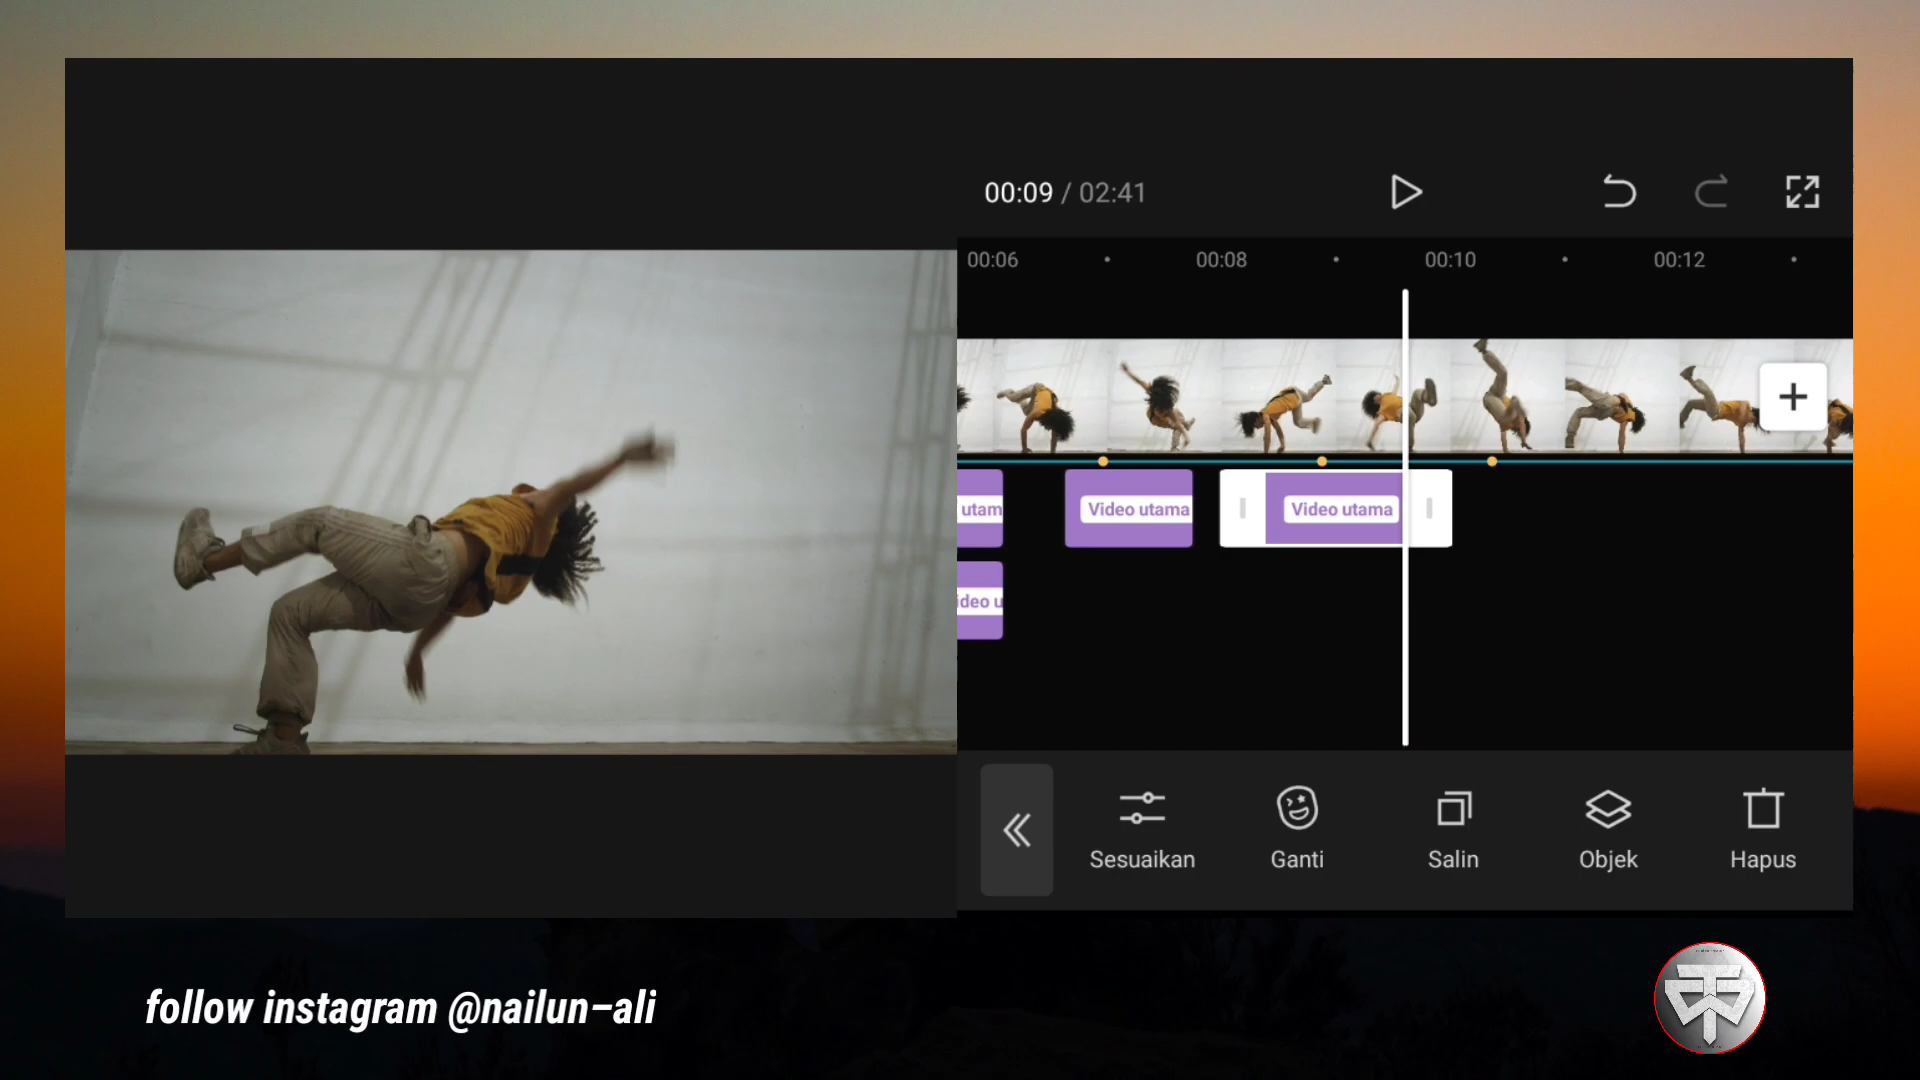 00:09 / 02:41
00:06 00:08 00:10 00:12
utam Video utama Video utama
ideo u
Sesuaikan Ganti Salin Objek Hapus
follow instagram @nailun-ali